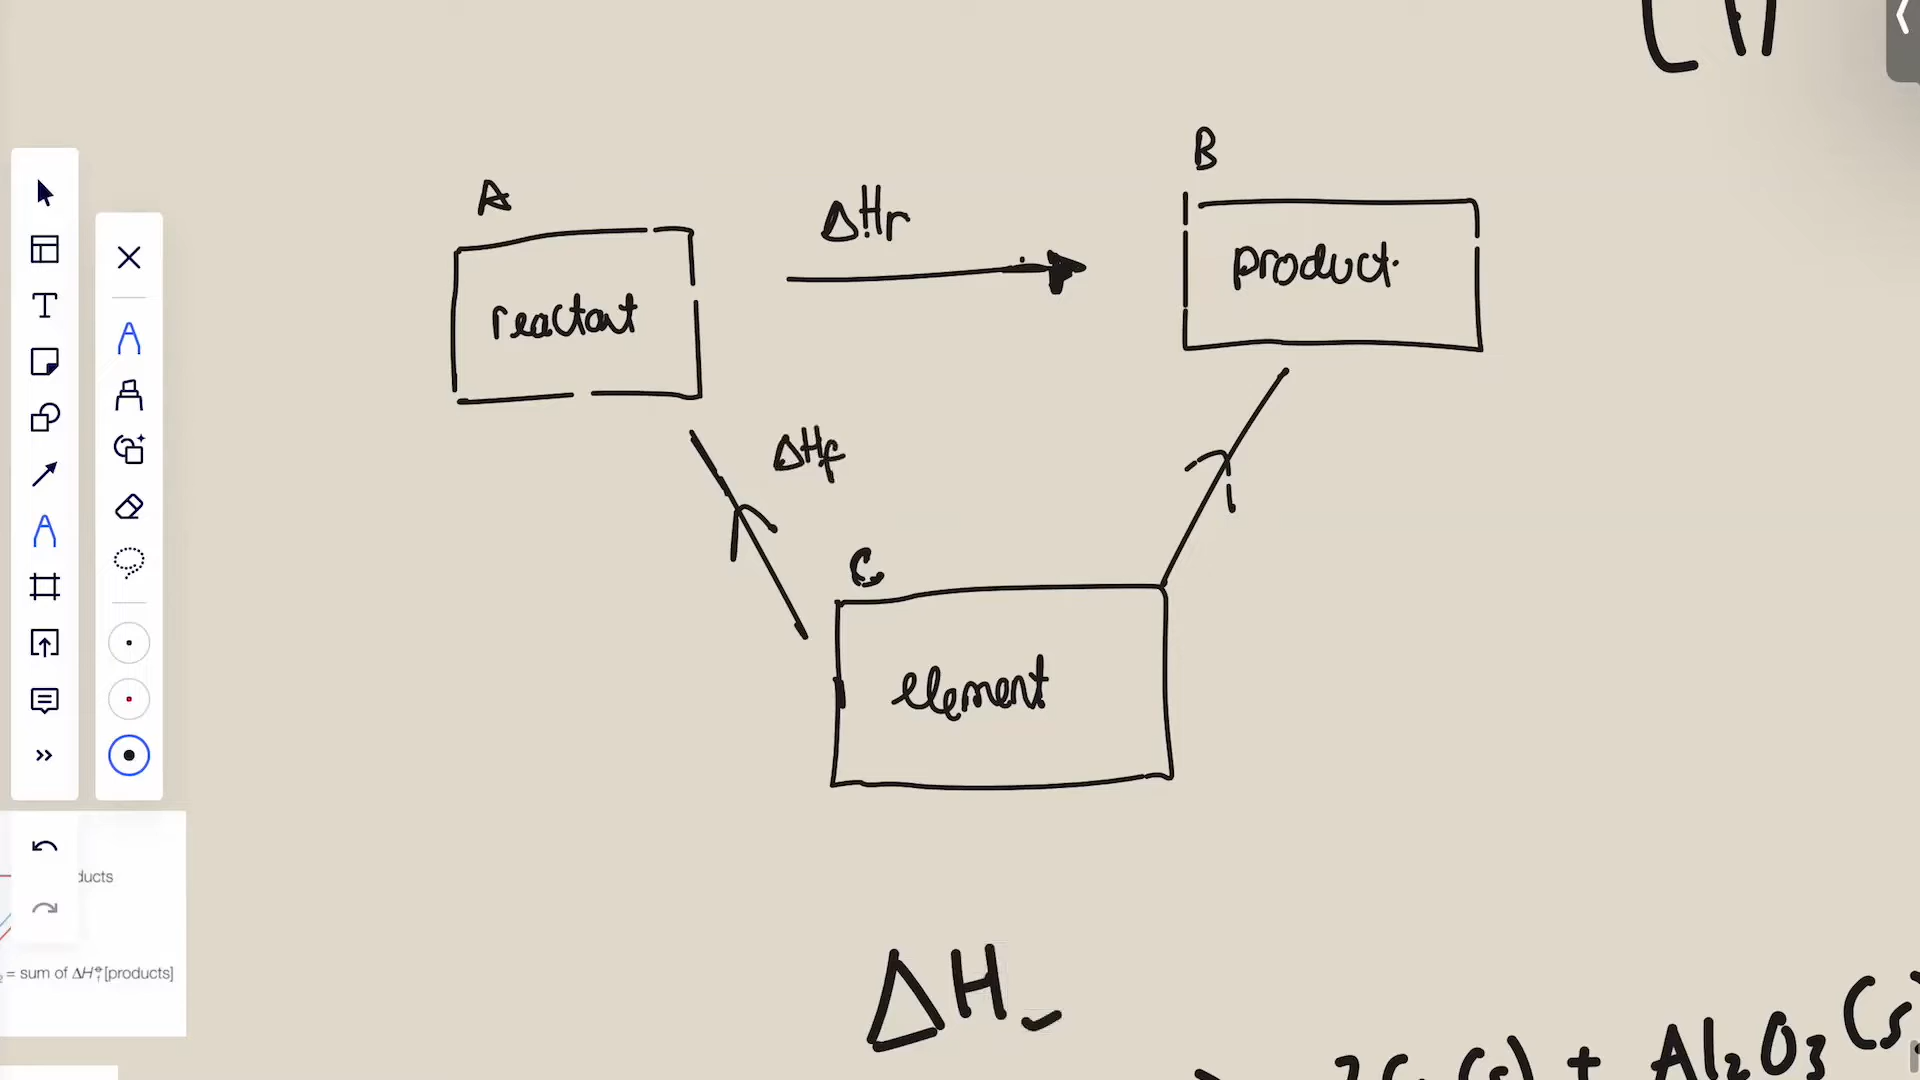 B
A
ΔHr
product
reactant
ΔHf
C
element
ducts
= sum of ΔH⦵f [products]
ΔH
(s) + Al2O3 (s)